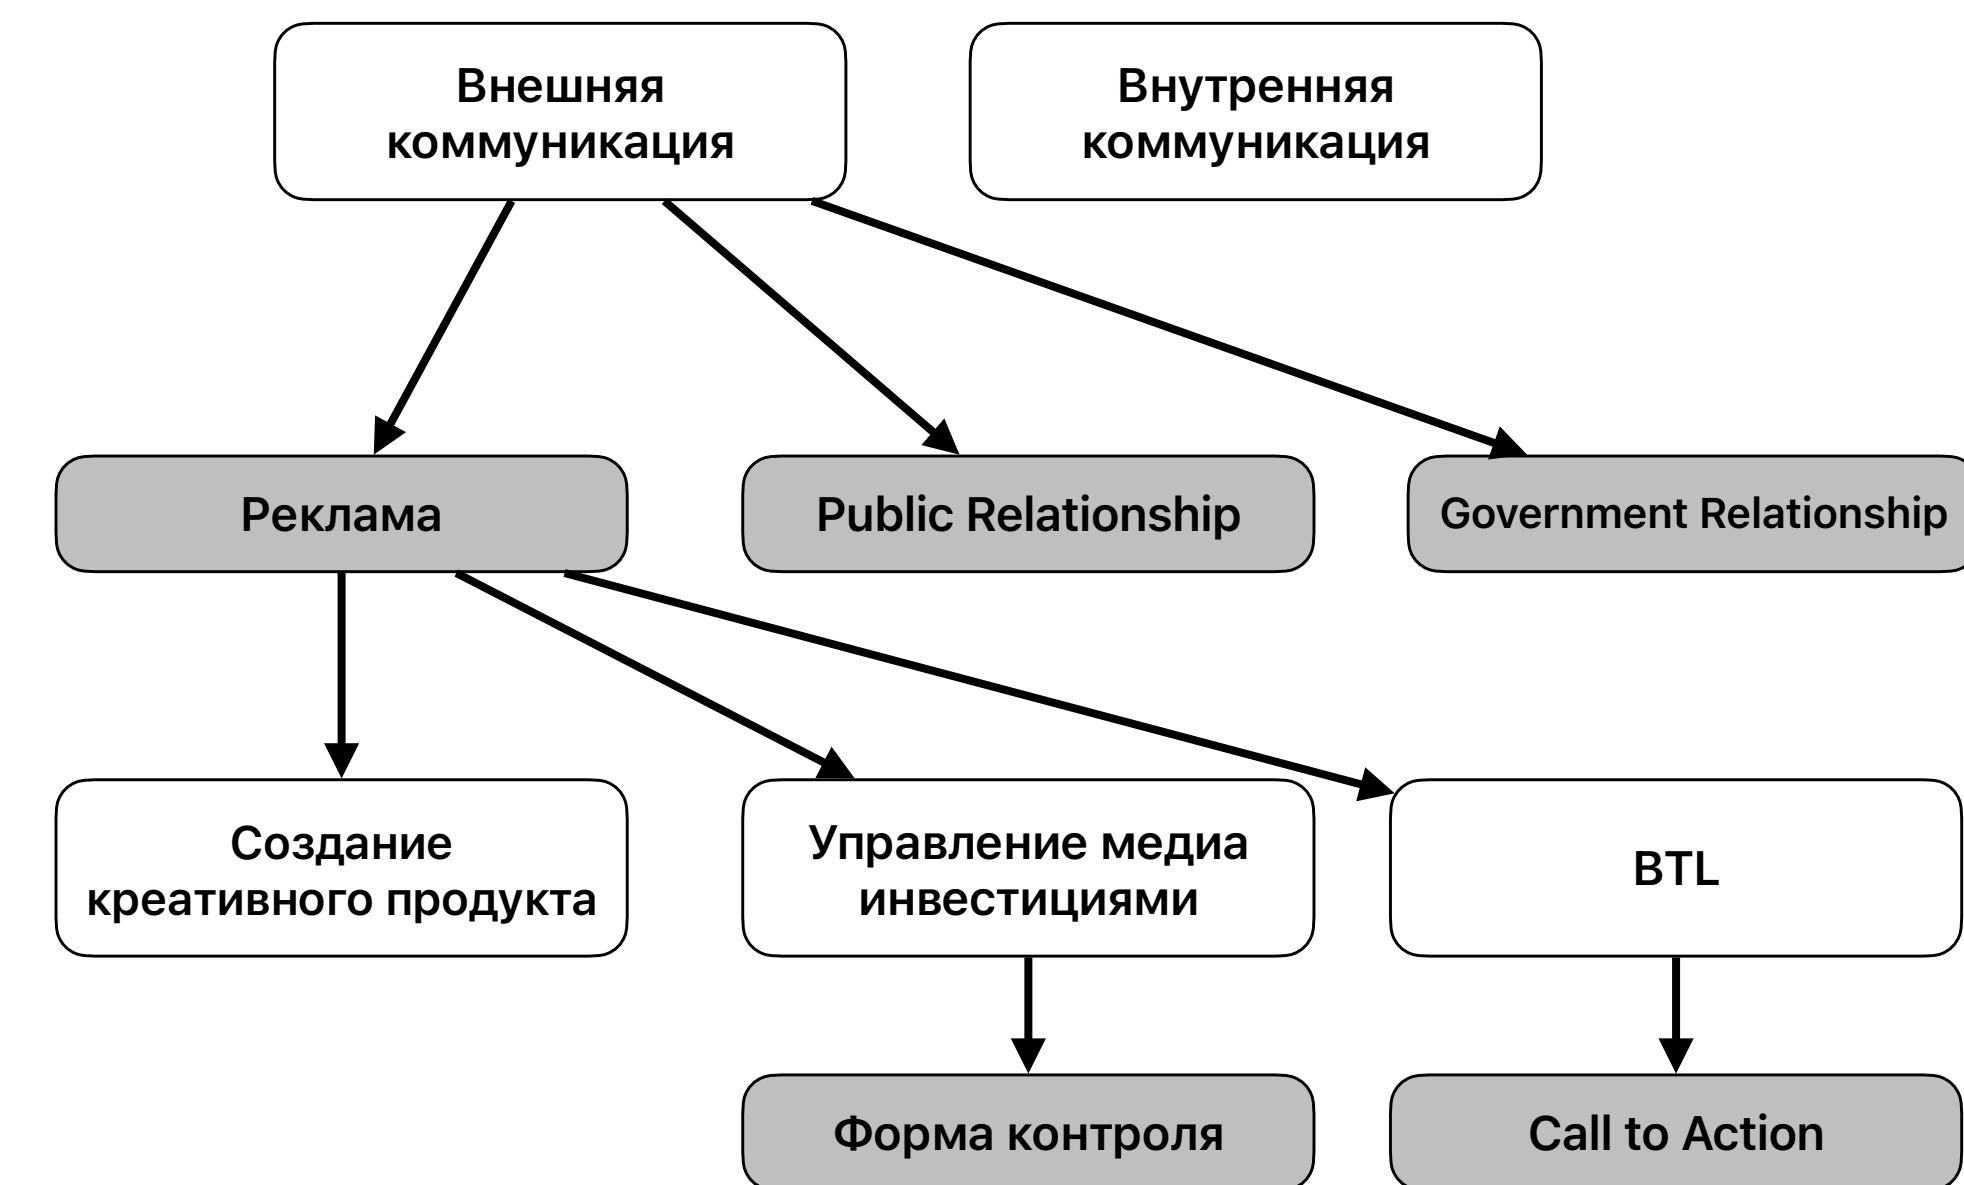 Внешняя
коммуникация
Внутренняя
коммуникация
Реклама
Public Relationship
Government Relationship
Создание
креативного продукта
Управление медиа
инвестициями
BTL
Форма контроля
Call to Action